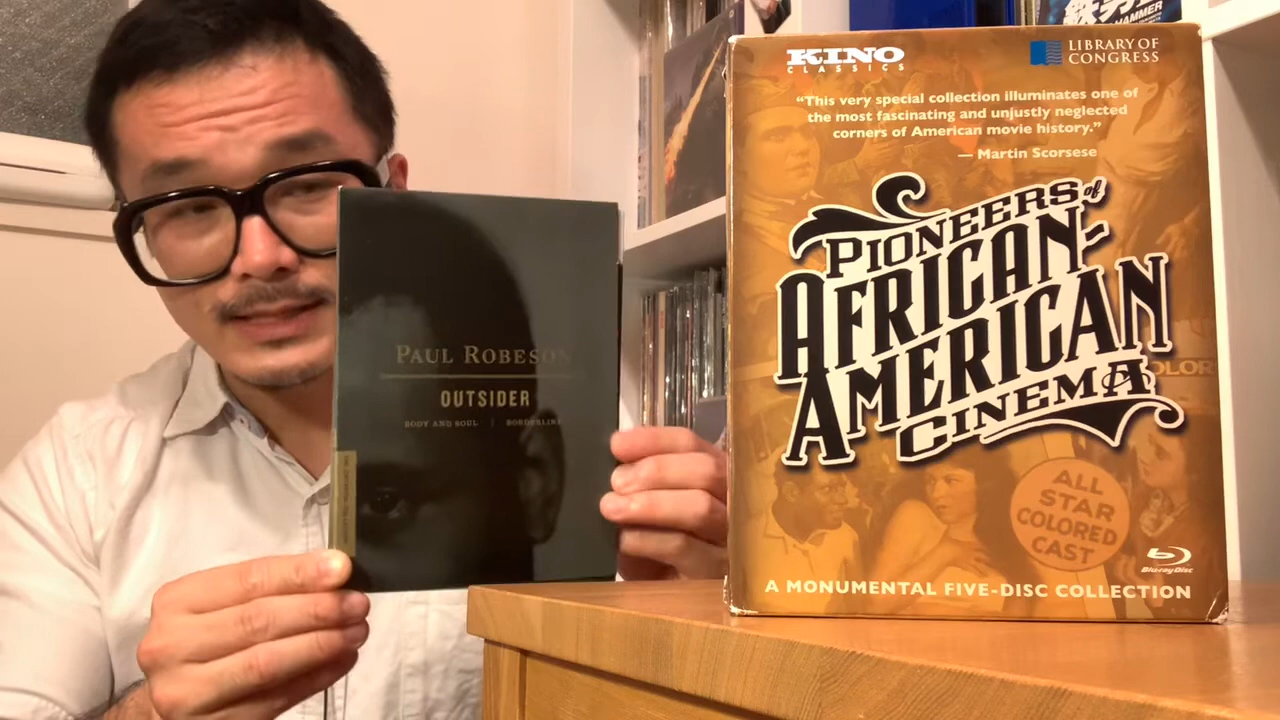 PAUL ROBESON
OUTSIDER
BODY AND SOUL | BORDERLINE
KINO
CLASSICS
LIBRARY OF
CONGRESS
“This very special collection illuminates one of
the most fascinating and unjustly neglected
corners of American movie history.”
— Martin Scorsese
PIONEERS of
AFRICAN-
AMERICAN
CINEMA
ALL
STAR
COLORED
CAST
Blu-ray Disc
A MONUMENTAL FIVE-DISC COLLECTION
HAMMER